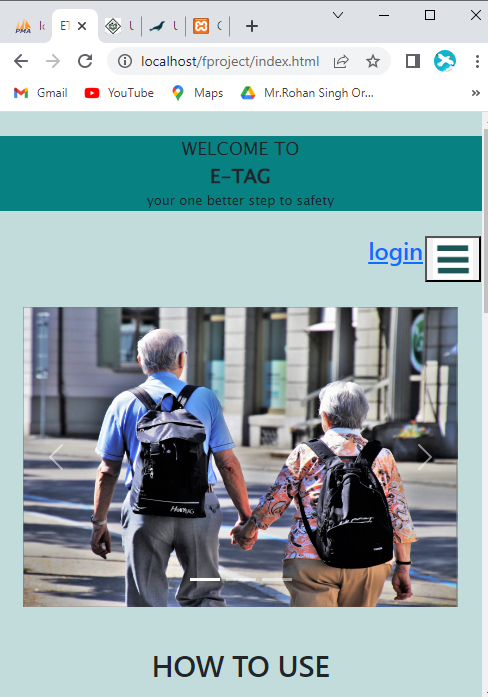 PMA
ET
U
U
C
localhost/fproject/index.html
Gmail
YouTube
Maps
Mr.Rohan Singh Or...
»
WELCOME TO
E-TAG
your one better step to safety
login
HOW TO USE